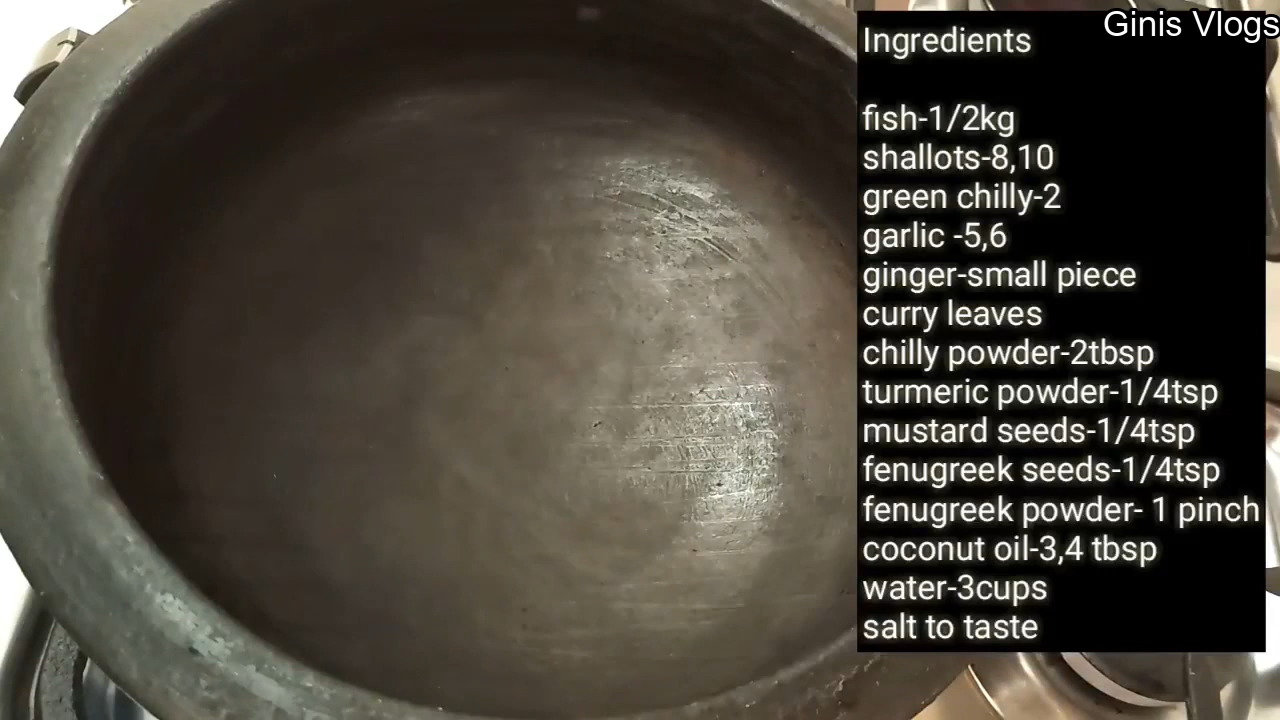 Ginis Vlogs
Ingredients
fish-1/2kg
shallots-8,10
green chilly-2
garlic -5,6
ginger-small piece
curry leaves
chilly powder-2tbsp
turmeric powder-1/4tsp
mustard seeds-1/4tsp
fenugreek seeds-1/4tsp
fenugreek powder- 1 pinch
coconut oil-3,4 tbsp
water-3cups
salt to taste